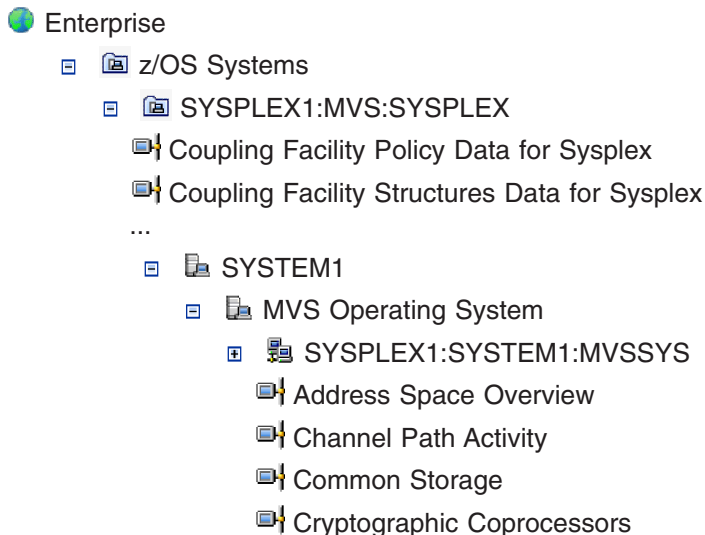 Enterprise
z/OS Systems
SYSPLEX1:MVS:SYSPLEX
Coupling Facility Policy Data for Sysplex
Coupling Facility Structures Data for Sysplex
...
SYSTEM1
MVS Operating System
SYSPLEX1:SYSTEM1:MVSSYS
Address Space Overview
Channel Path Activity
Common Storage
Cryptographic Coprocessors